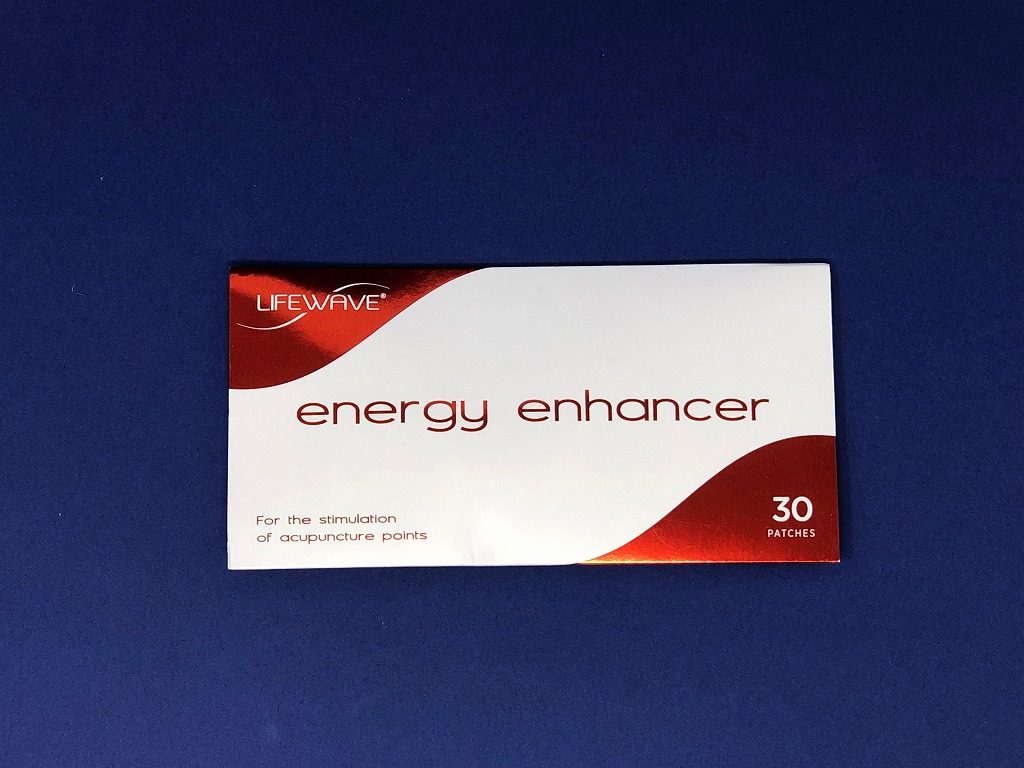 LIFEWAVE®
energy enhancer
For the stimulation
of acupuncture points
30
PATCHES